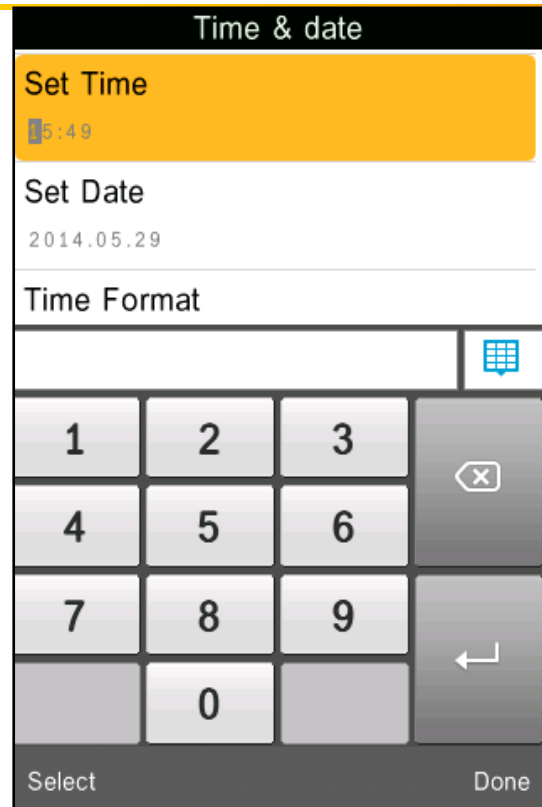 Time & date
Set Time
15:49
Set Date
2014.05.29
Time Format
1 2 3
4 5 6
7 8 9
0
Select Done